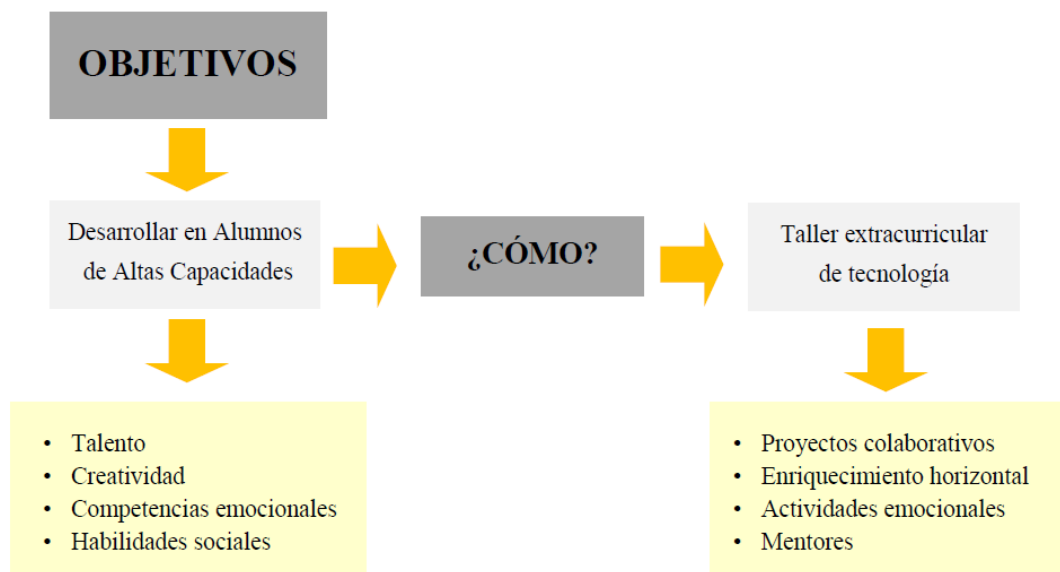 OBJETIVOS
Desarrollar en Alumnos
de Altas Capacidades
¿CÓMO?
Taller extracurricular
de tecnología
• Talento
• Creatividad
• Competencias emocionales
• Habilidades sociales
• Proyectos colaborativos
• Enriquecimiento horizontal
• Actividades emocionales
• Mentores